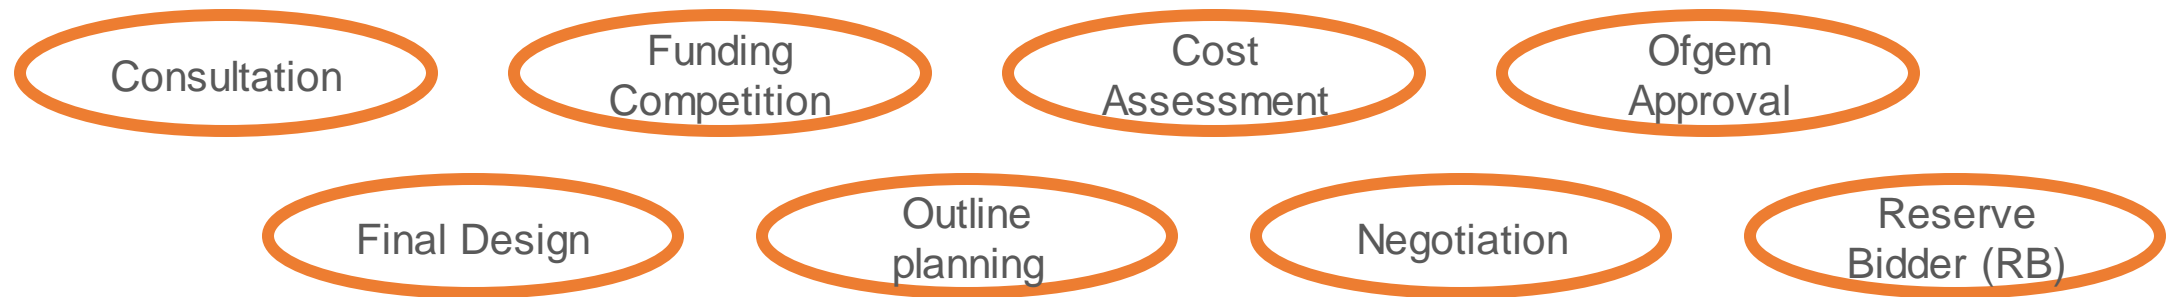 Consultation
Funding
Competition
Cost
Assessment
Ofgem
Approval
Final Design
Outline
planning
Negotiation
Reserve
Bidder (RB)